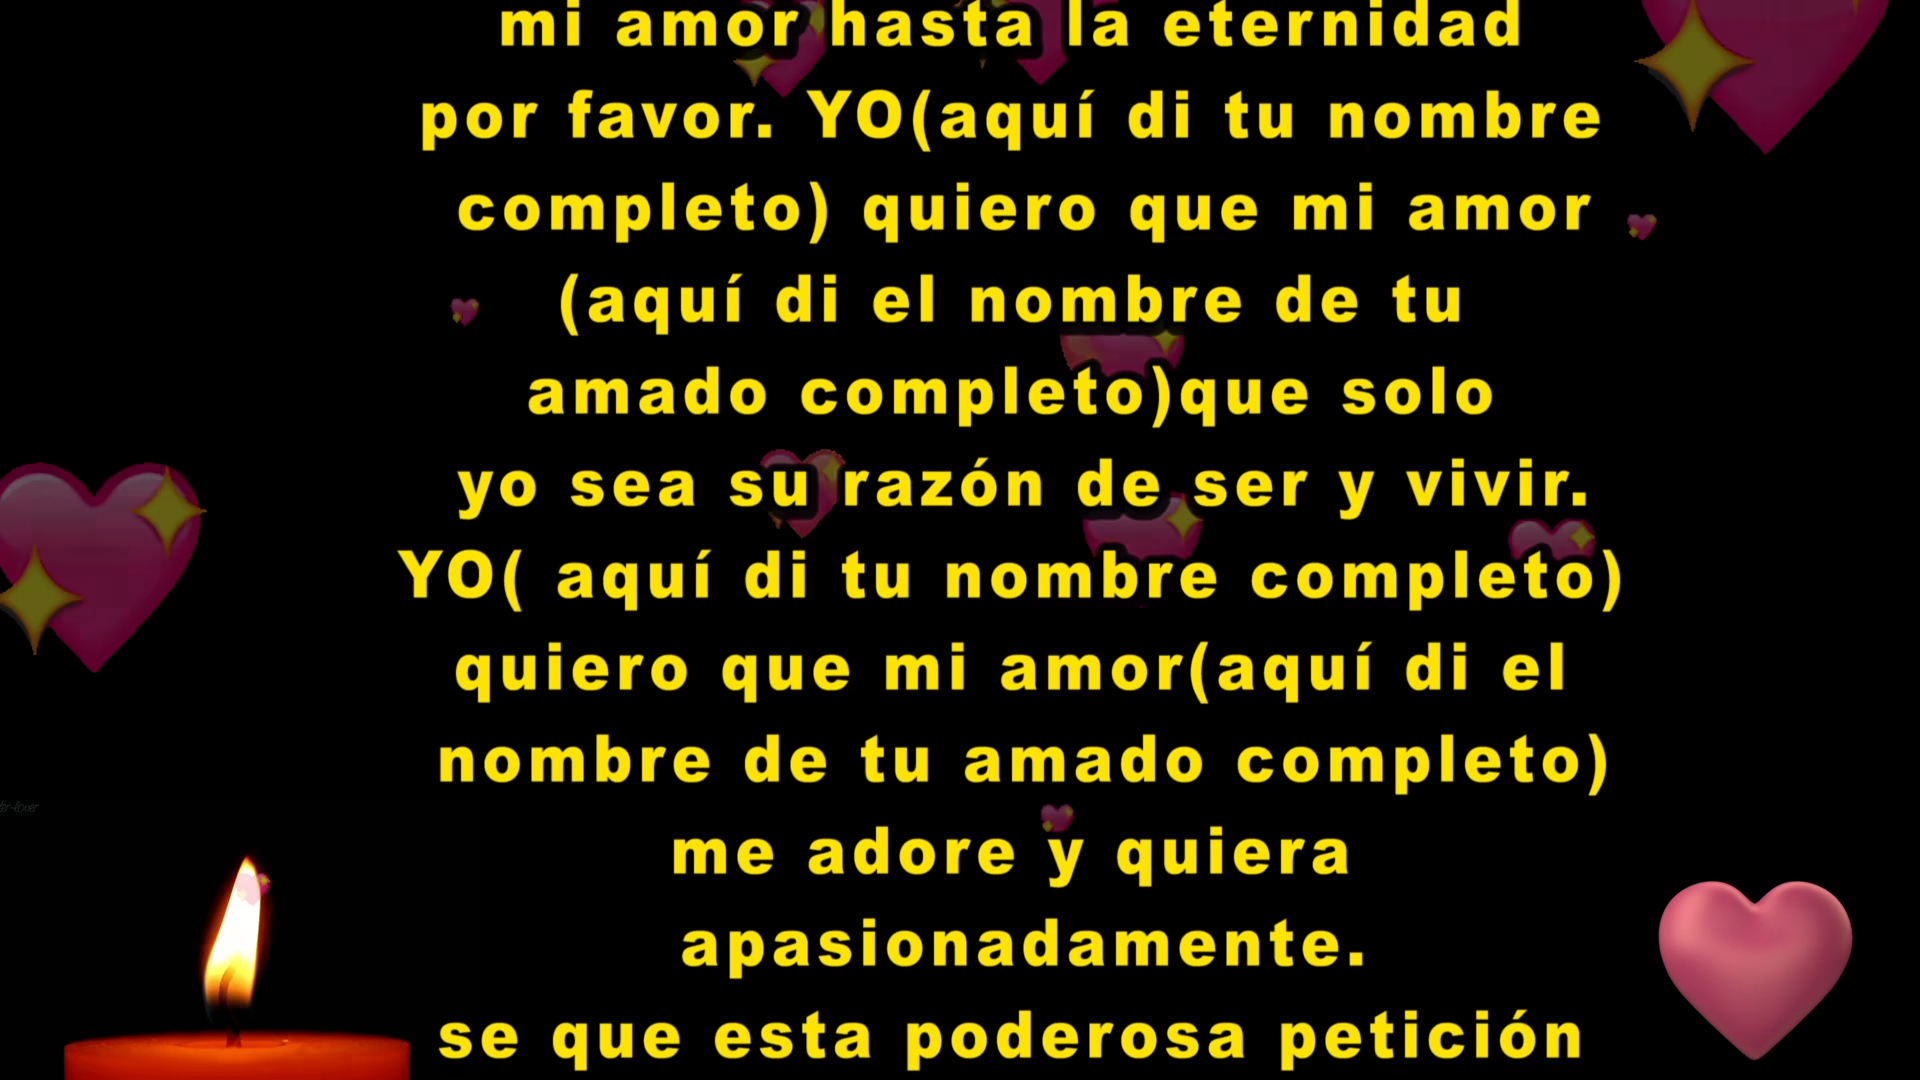 mi amor hasta la eternidad
por favor. YO(aquí di tu nombre
completo) quiero que mi amor
(aquí di el nombre de tu
amado completo)que solo
yo sea su razón de ser y vivir.
YO( aquí di tu nombre completo)
quiero que mi amor(aquí di el
nombre de tu amado completo)
me adore y quiera
apasionadamente.
se que esta poderosa petición